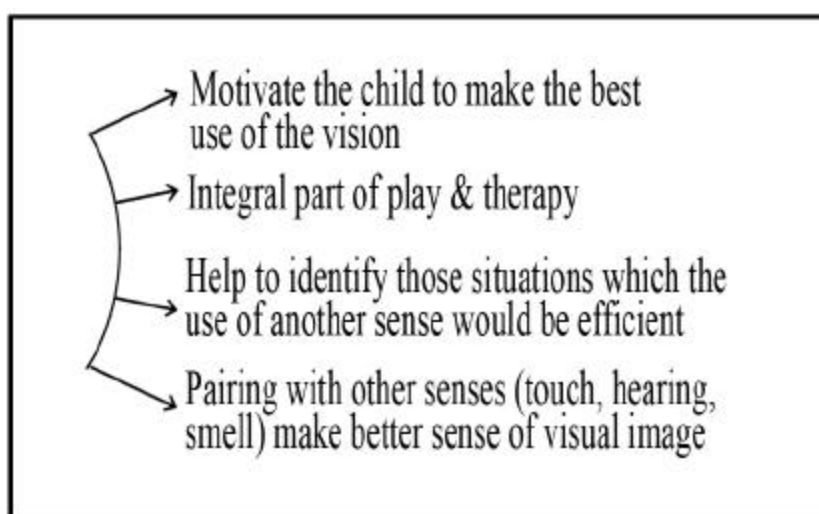 Motivate the child to make the best
use of the vision
Integral part of play & therapy
Help to identify those situations which the
use of another sense would be efficient
Pairing with other senses (touch, hearing,
smell) make better sense of visual image